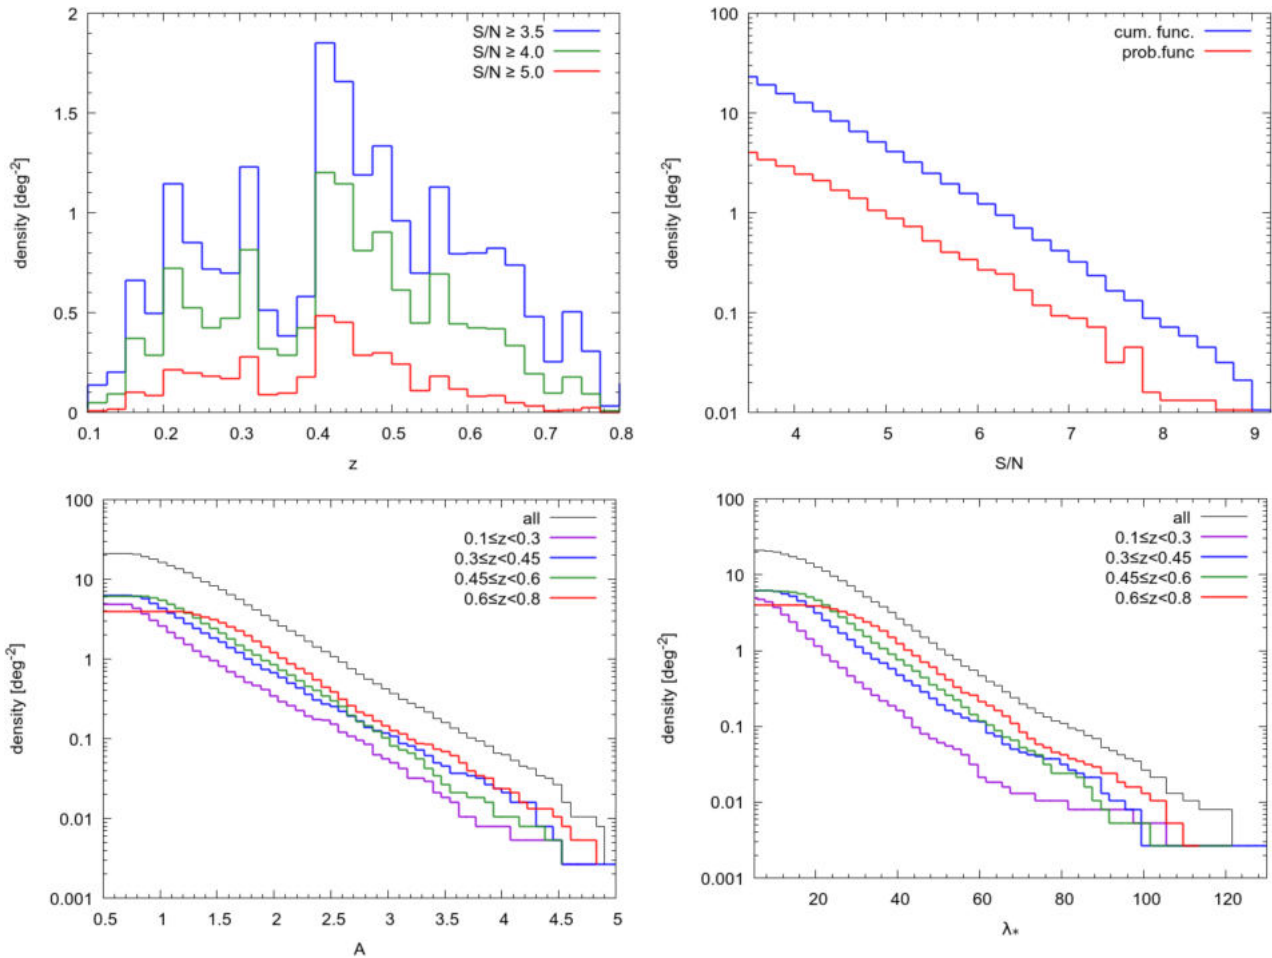 2
1.5
1
0.5
0
density [deg⁻²]
S/N ≥ 3.5
S/N ≥ 4.0
S/N ≥ 5.0
0.1 0.2 0.3 0.4 0.5 0.6 0.7 0.8
z
100
10
1
0.1
0.01
density [deg⁻²]
cum. func.
prob.func
4 5 6 7 8 9
S/N
100
10
1
0.1
0.01
0.001
density [deg⁻²]
all
0.1≤z<0.3
0.3≤z<0.45
0.45≤z<0.6
0.6≤z<0.8
0.5 1 1.5 2 2.5 3 3.5 4 4.5 5
A
100
10
1
0.1
0.01
0.001
density [deg⁻²]
all
0.1≤z<0.3
0.3≤z<0.45
0.45≤z<0.6
0.6≤z<0.8
20 40 60 80 100 120
λ*